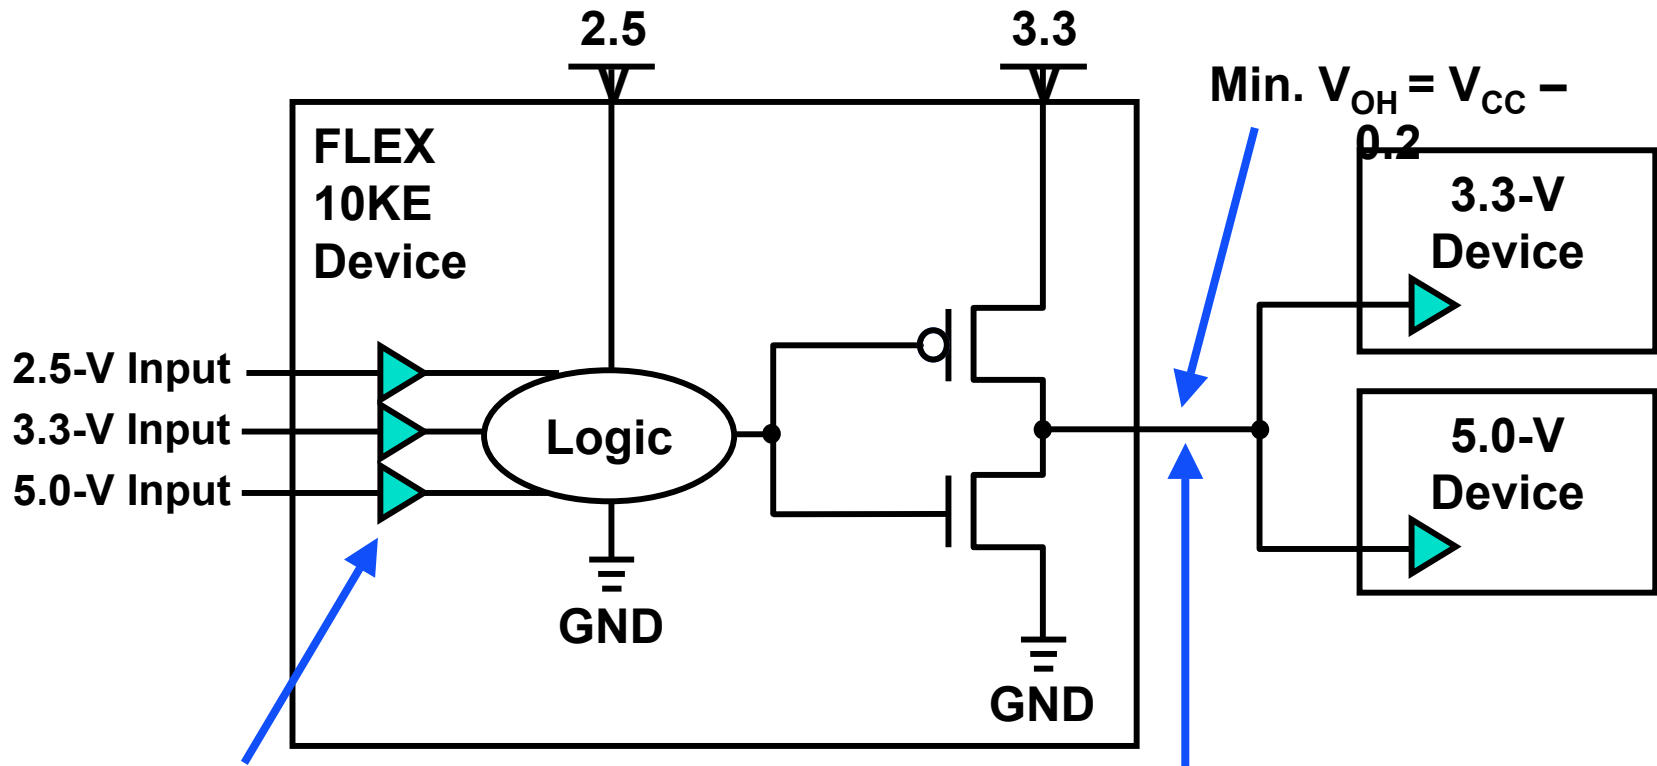 2.5
3.3
Min. VOH = VCC –
0.2
FLEX
10KE
Device
3.3-V
Device
2.5-V Input
3.3-V Input
5.0-V Input
Logic
5.0-V
Device
GND
GND